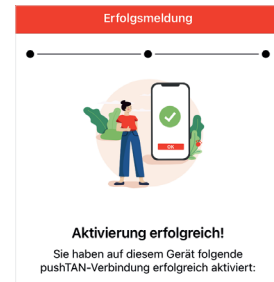 Erfolgsmeldung
OK
Aktivierung erfolgreich!
Sie haben auf diesem Gerät folgende
pushTAN-Verbindung erfolgreich aktiviert: